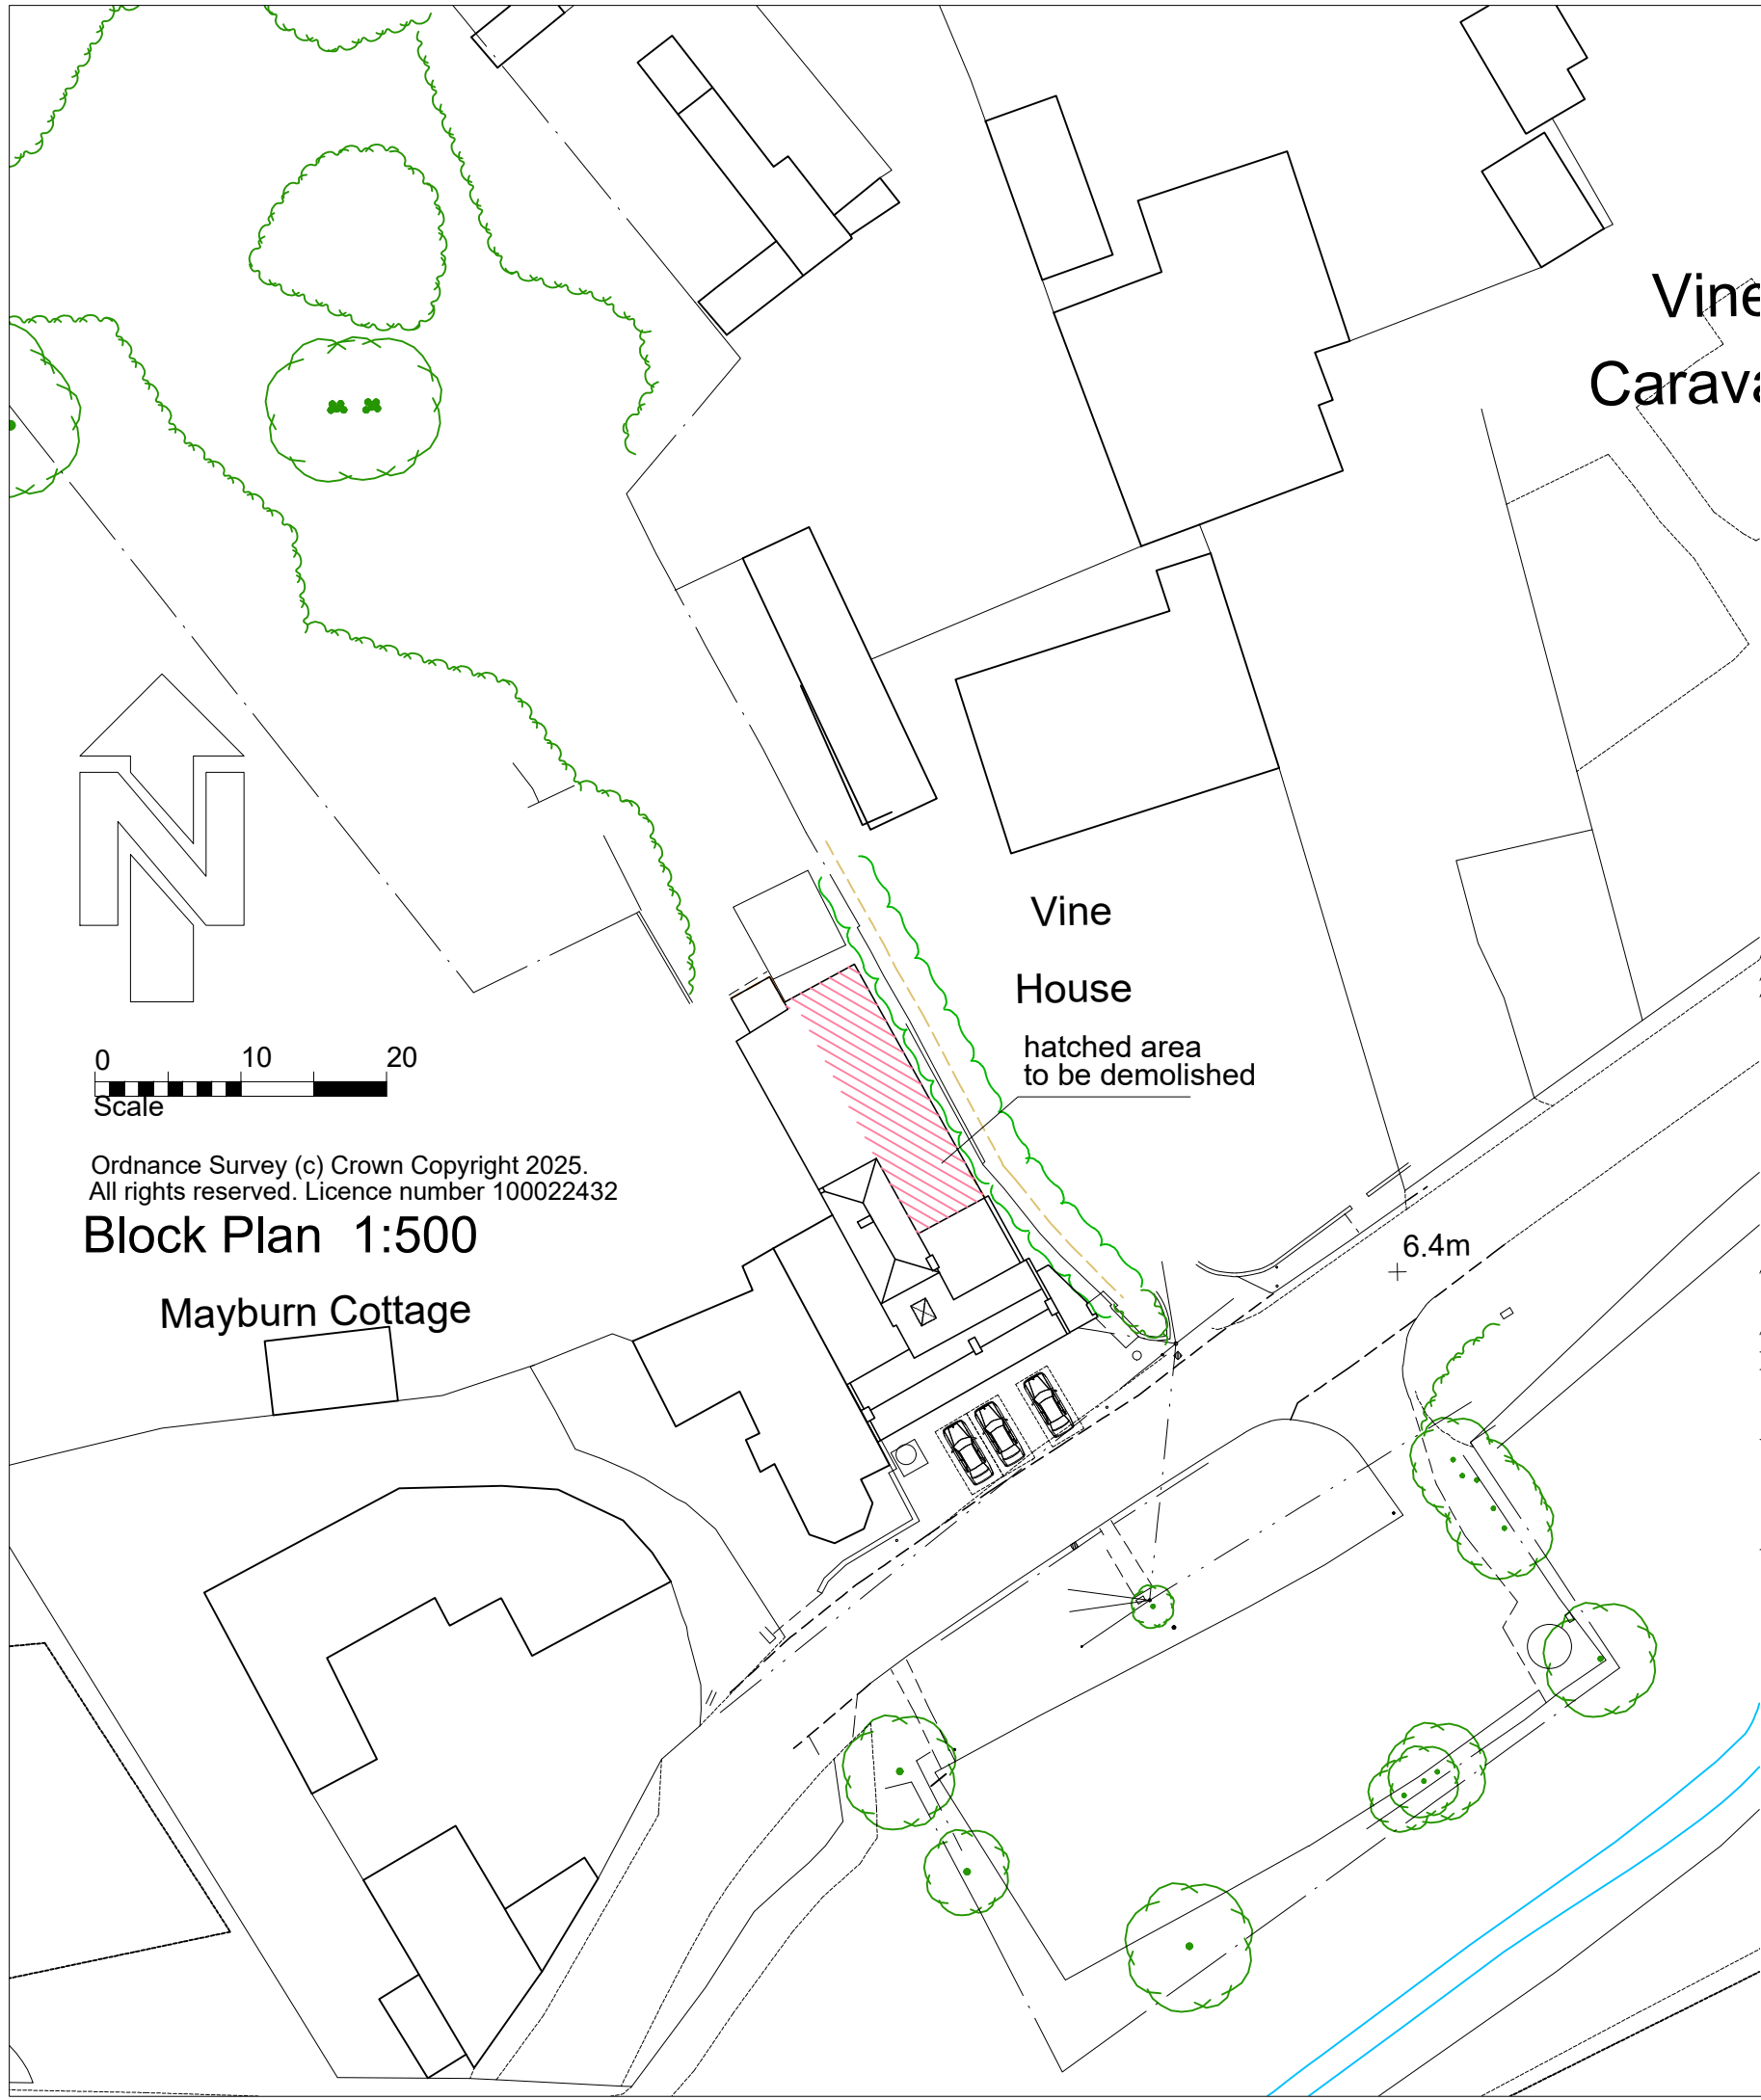 Vine
Carava
Vine
House
hatched area
to be demolished
0 10 20
Scale
Ordnance Survey (c) Crown Copyright 2025.
All rights reserved. Licence number 100022432
Block Plan 1:500
6.4m
Mayburn Cottage